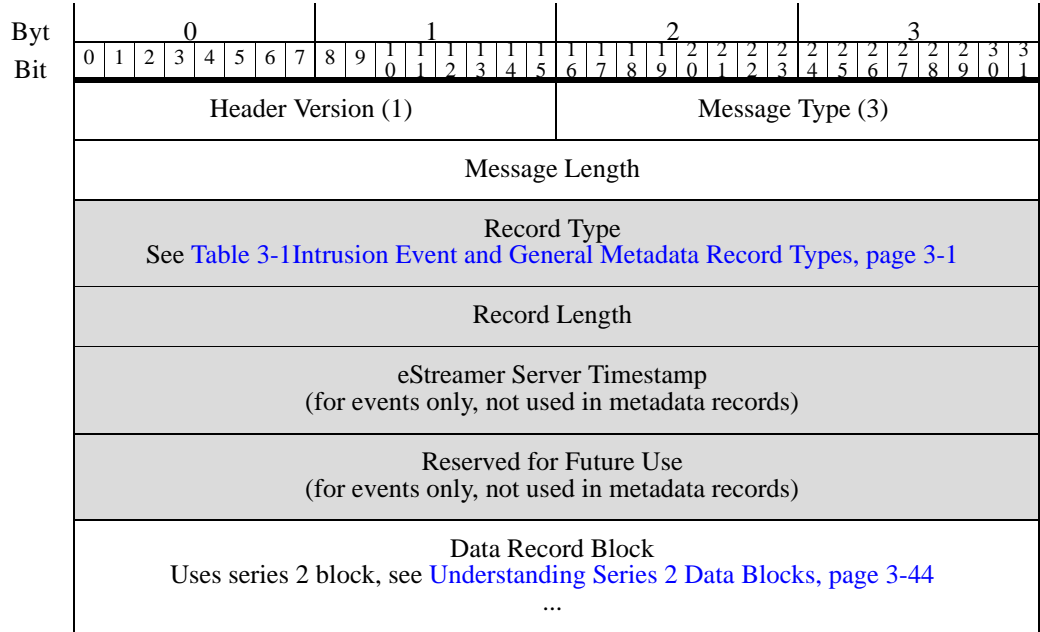 Byt 0 1 2 3
Bit 0 1 2 3 4 5 6 7 8 9 10 11 12 13 14 15 16 17 18 19 20 21 22 23 24 25 26 27 28 29 30 31
Header Version (1) Message Type (3)
Message Length
Record Type
See Table 3-1Intrusion Event and General Metadata Record Types, page 3-1
Record Length
eStreamer Server Timestamp
(for events only, not used in metadata records)
Reserved for Future Use
(for events only, not used in metadata records)
Data Record Block
Uses series 2 block, see Understanding Series 2 Data Blocks, page 3-44
...